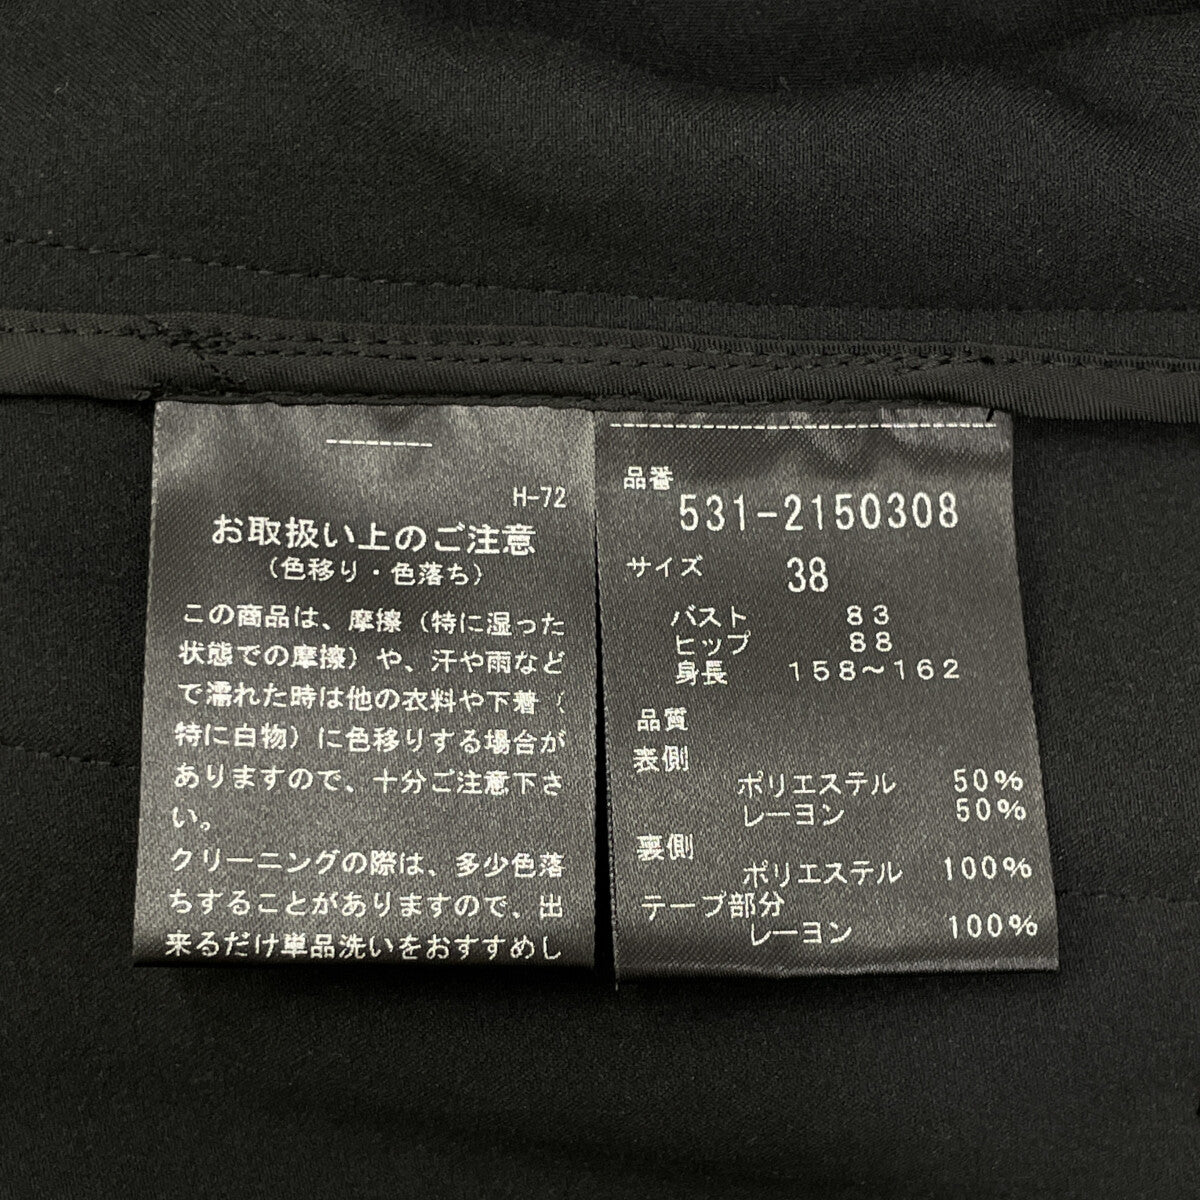 H-72
お取扱い上のご注意
（色移り・色落ち）
この商品は、摩擦（特に湿った
状態での摩擦）や、汗や雨など
で濡れた時は他の衣料や下着（
特に白物）に色移りする場合が
ありますので、十分ご注意下さ
い。
クリーニングの際は、多少色落
ちすることがありますので、出
来るだけ単品洗いをおすすめし
品番
531-2150308
サイズ 38
バスト 83
ヒップ 88
身長 158～162
品質
表側
ポリエステル 50%
レーヨン 50%
裏側
ポリエステル 100%
テープ部分
レーヨン 100%